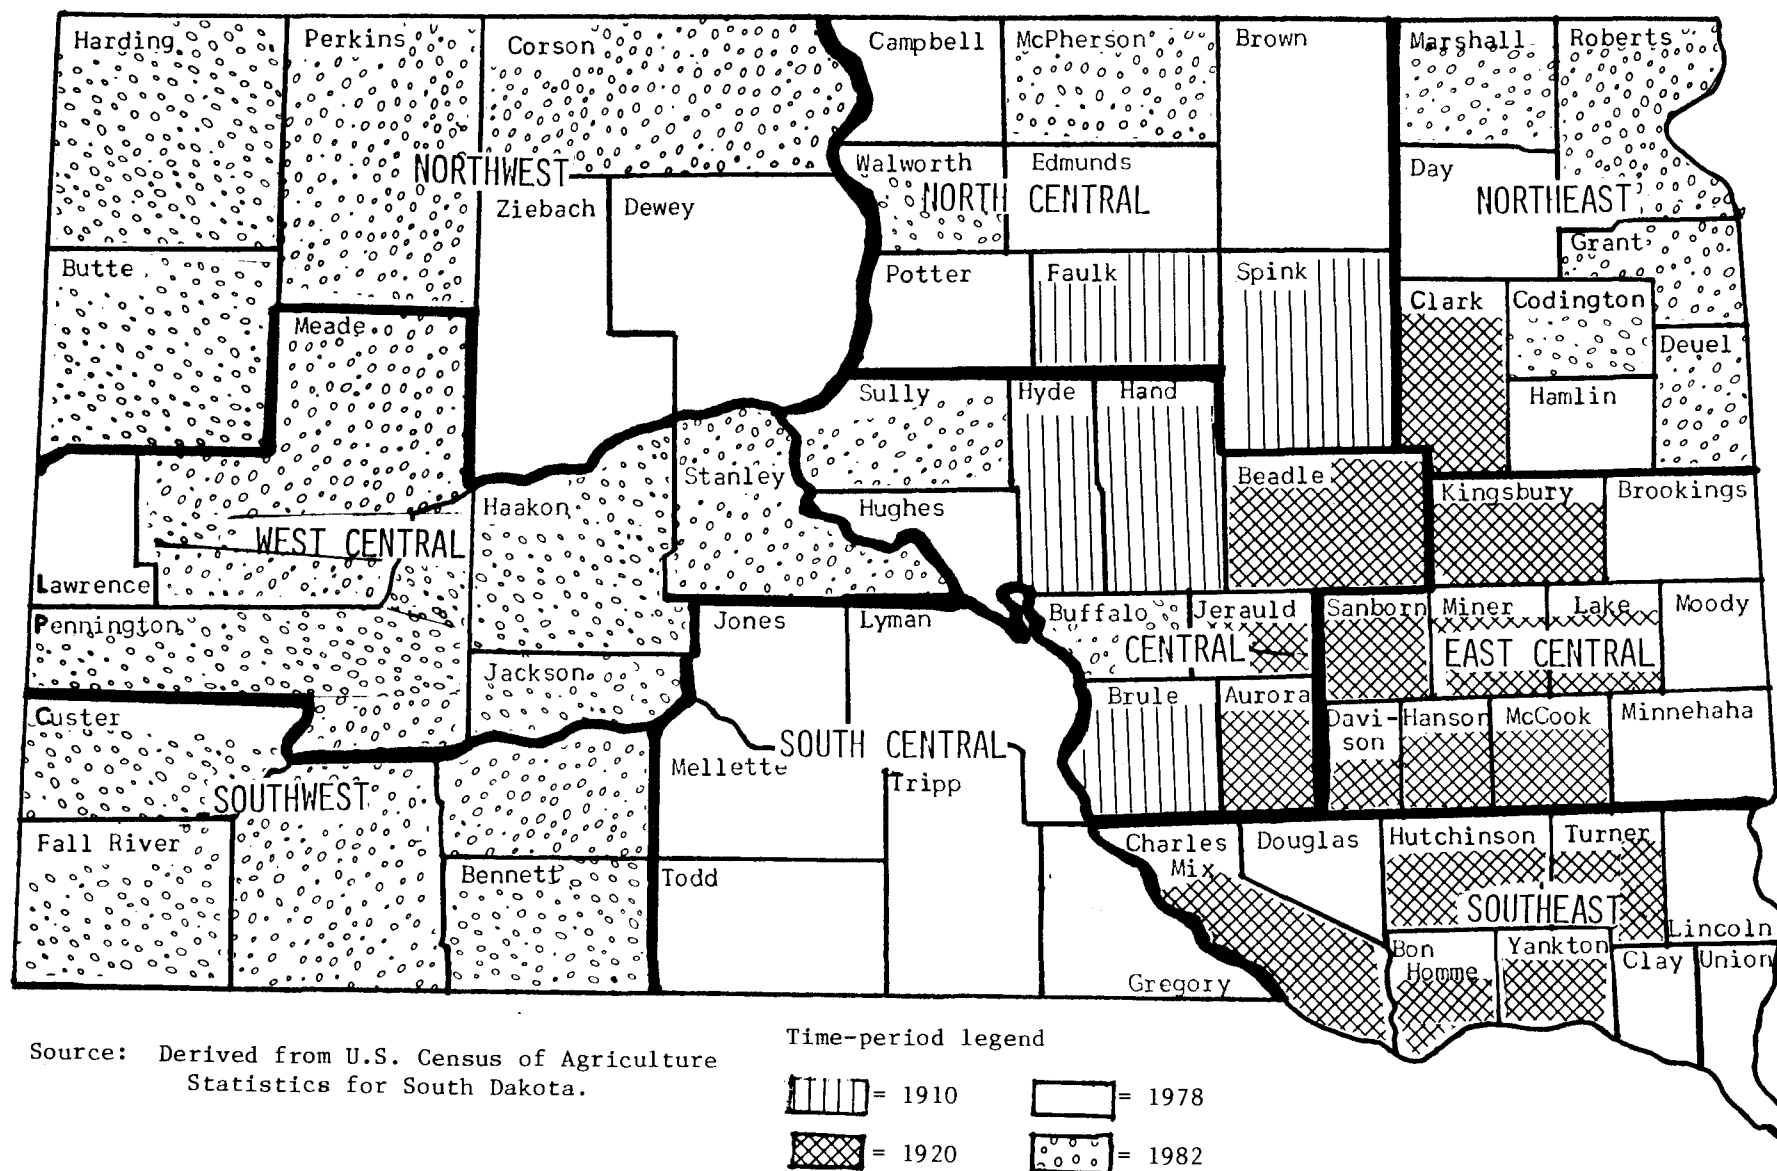 Harding
Perkins
Corson
Campbell
McPherson
Brown
Marshall
Roberts
NORTHWEST
Walworth
Edmunds
Day
Ziebach
Dewey
NORTH CENTRAL
NORTHEAST
Butte
Potter
Faulk
Spink
Grant
Meade
Clark
Codington
Deuel
Sully
Hyde
Hand
Hamlin
Stanley
Beadle
Kingsbury
Brookings
Haakon
Hughes
WEST CENTRAL
Lawrence
Pennington
Jones
Lyman
Buffalo
Jerauld
Sanborn
Miner
Lake
Moody
CENTRAL
EAST CENTRAL
Jackson
Custer
Brule
Aurora
Davi-
son
Hanson
McCook
Minnehaha
SOUTH CENTRAL
Mellette
Tripp
SOUTHWEST
Fall River
Bennett
Todd
Charles
Mix
Douglas
Hutchinson
Turner
SOUTHEAST
Lincoln
Gregory
Bon
Homme
Yankton
Clay
Union
Source: Derived from U.S. Census of Agriculture
Statistics for South Dakota.
Time-period legend
= 1910
= 1978
= 1920
= 1982